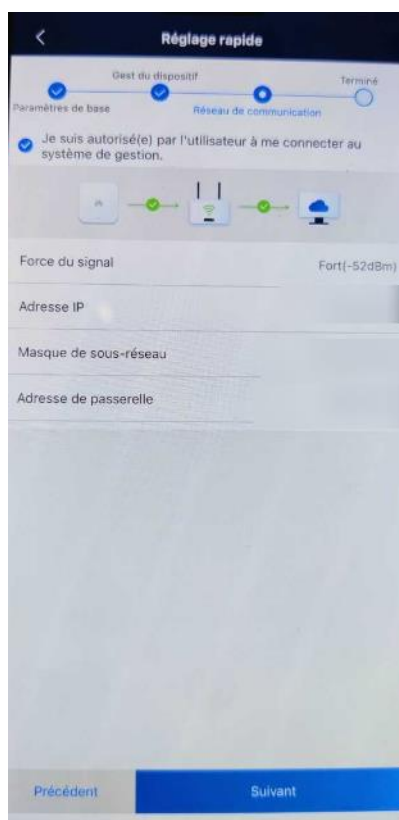 Réglage rapide
Gest du dispositif
Terminé
Paramètres de base
Réseau de communication
Je suis autorisé(e) par l'utilisateur à me connecter au
système de gestion.
Force du signal Fort(-52dBm)
Adresse IP
Masque de sous-réseau
Adresse de passerelle
Précédent Suivant